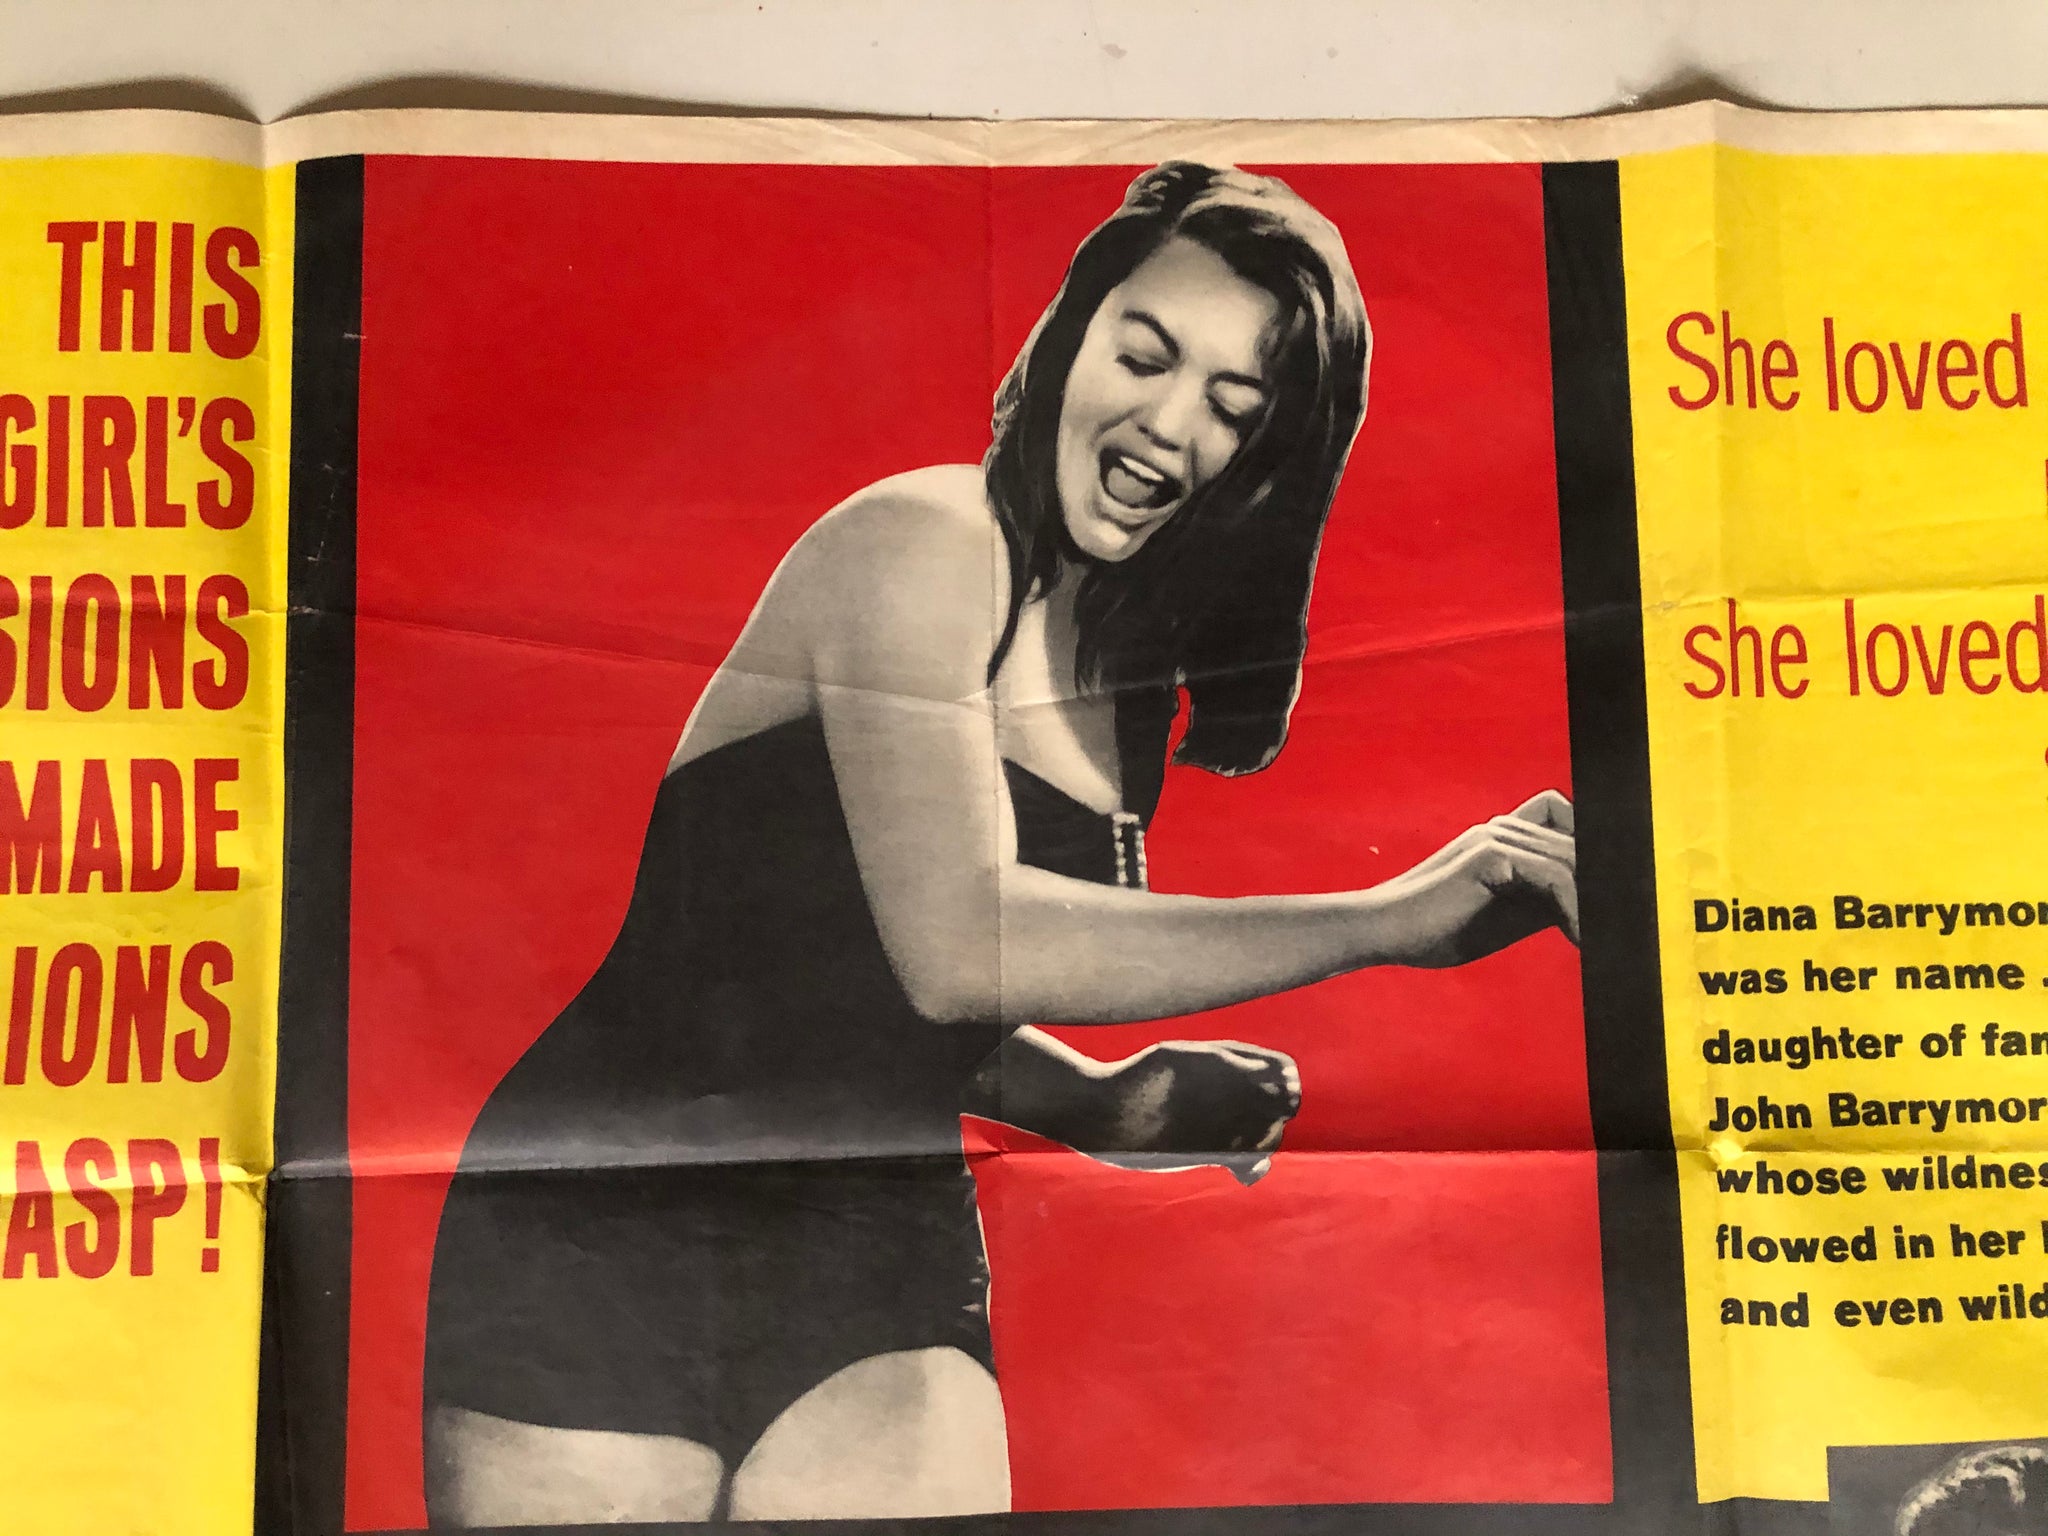 THIS
GIRL'S
SIONS
MADE
IONS
ASP!
She loved
she loved
Diana Barrymor
was her name .
daughter of fam
John Barrymor
whose wildnes
flowed in her
and even wild